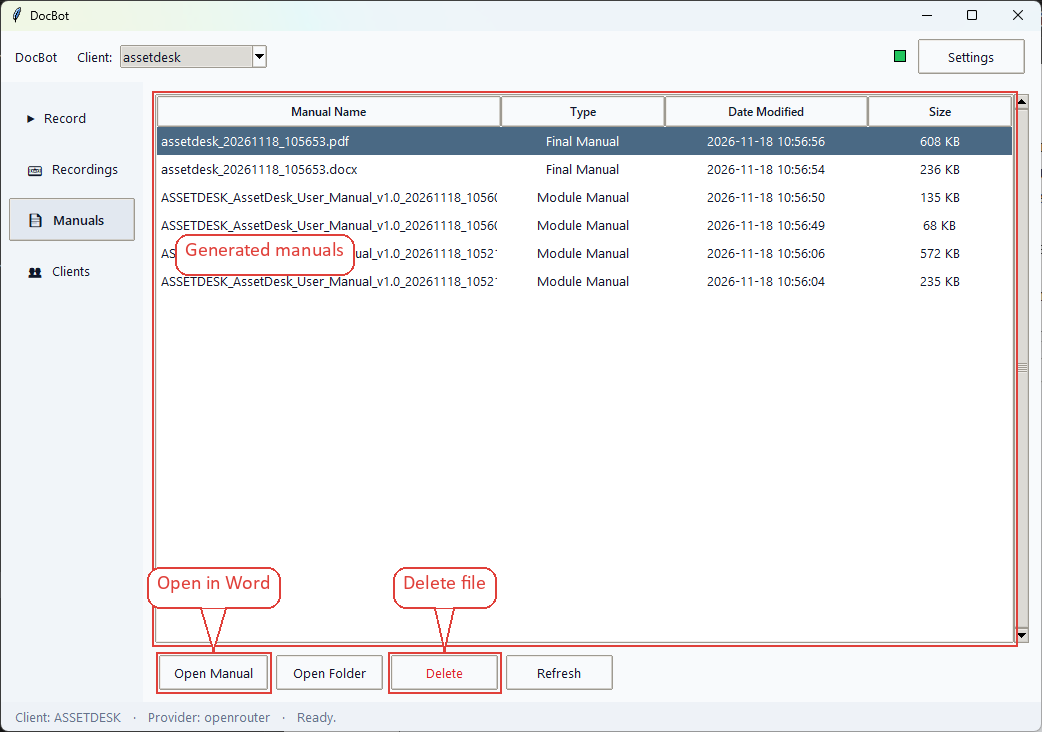 DocBot
DocBot Client: assetdesk Settings
Record
Recordings
Manuals
Clients
Manual Name Type Date Modified Size
assetdesk_20261118_105653.pdf Final Manual 2026-11-18 10:56:56 608 KB
assetdesk_20261118_105653.docx Final Manual 2026-11-18 10:56:54 236 KB
ASSETDESK_AssetDesk_User_Manual_v1.0_20261118_1056 Module Manual 2026-11-18 10:56:50 135 KB
ASSETDESK_AssetDesk_User_Manual_v1.0_20261118_1056 Module Manual 2026-11-18 10:56:49 68 KB
Generated manuals
AS ual_v1.0_20261118_1052 Module Manual 2026-11-18 10:56:06 572 KB
ASSETDESK_AssetDesk_User_Manual_v1.0_20261118_1052 Module Manual 2026-11-18 10:56:04 235 KB
Open in Word Delete file
Open Manual Open Folder Delete Refresh
Client: ASSETDESK · Provider: openrouter · Ready.